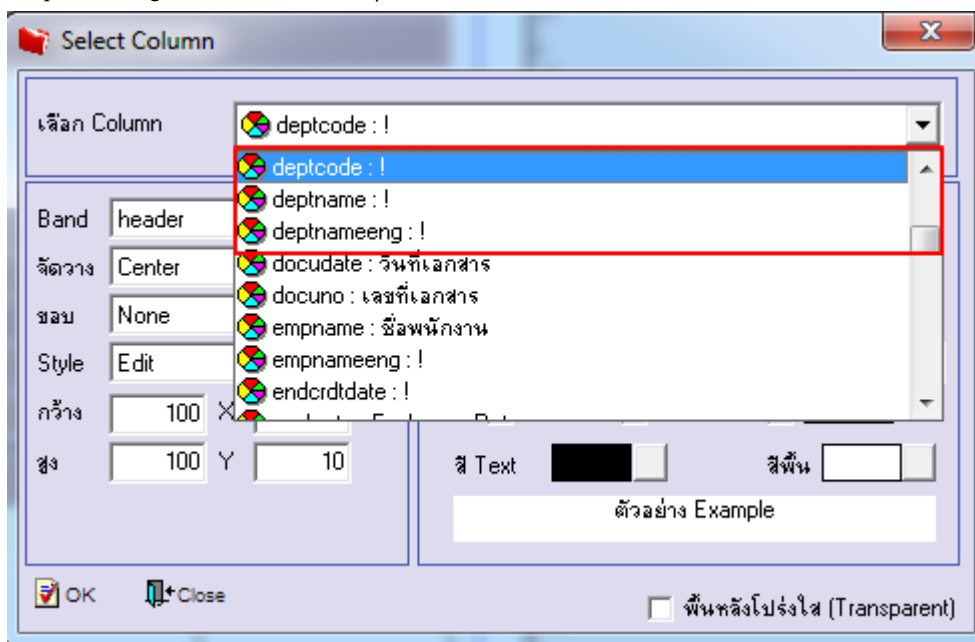 Select Column
เลือก Column
deptcode : !
deptcode : !
deptname : !
deptnameeng : !
docudate : วันที่เอกสาร
docuno : เลขที่เอกสาร
empname : ชื่อพนักงาน
empnameeng : !
endcrdtdate : !
Band header
จัดวาง Center
ขอบ None
Style Edit
กว้าง 100 X
สูง 100 Y 10
สี Text
สีพื้น
ตัวอย่าง Example
OK
Close
พื้นหลังโปร่งใส (Transparent)